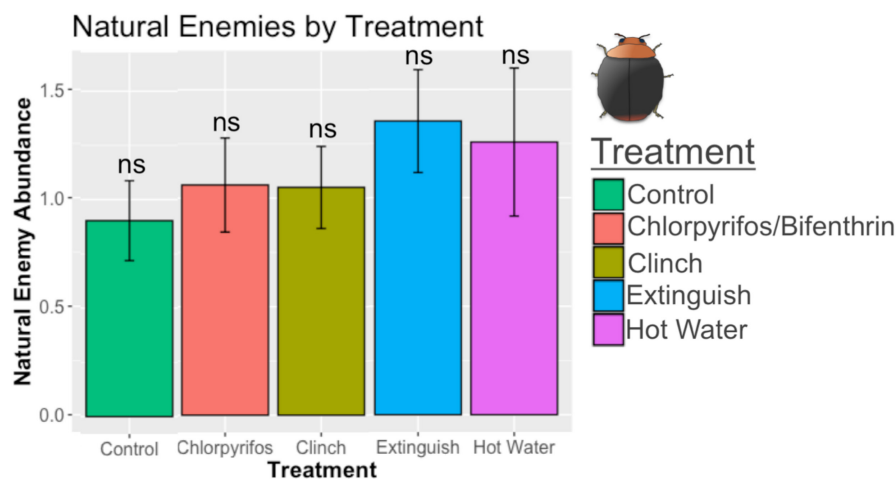 Natural Enemies by Treatment
Natural Enemy Abundance
1.5
1.0
0.5
0.0
ns
ns
ns
ns
ns
Control
Chlorpyrifos
Clinch
Extinguish
Hot Water
Treatment
Treatment
Control
Chlorpyrifos/Bifenthrin
Clinch
Extinguish
Hot Water